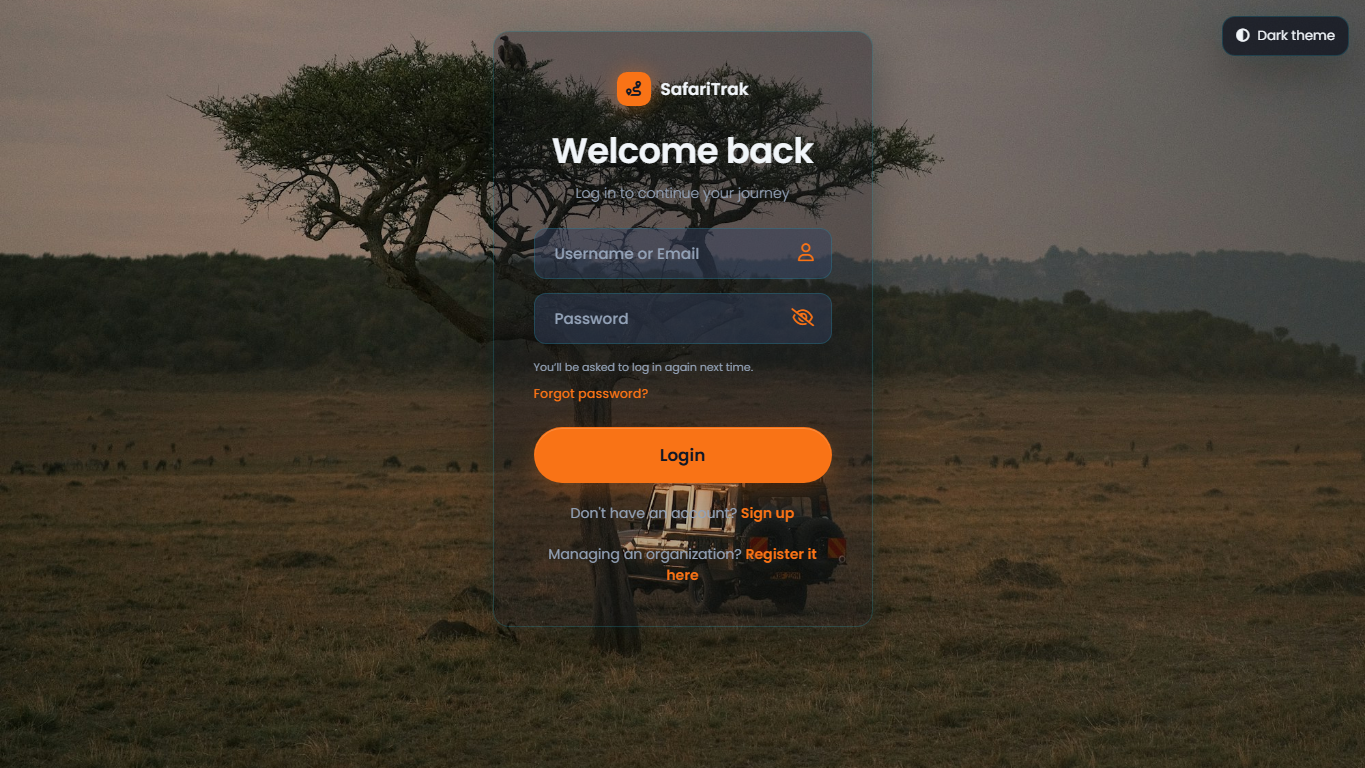 Dark theme
SafariTrak
Welcome back
Log in to continue your journey
Username or Email
Password
You'll be asked to log in again next time.
Forgot password?
Login
Don't have an account? Sign up
Managing an organization? Register it
here